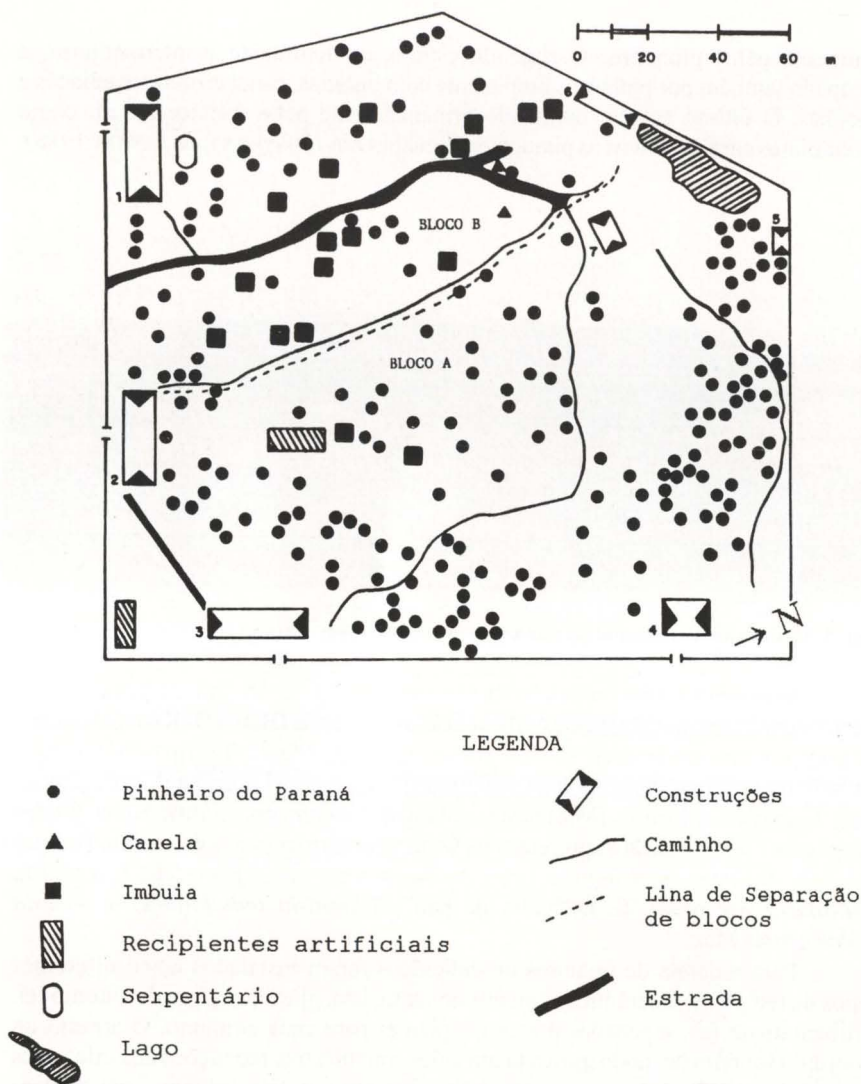 0 20 60 m
6
1
5
BLOCO B
7
BLOCO A
2
3
4
N
LEGENDA
Pinheiro do Paraná
Canela
Imbuia
Recipientes artificiais
Serpentário
Lago
Construções
Caminho
Lina de Separação
de blocos
Estrada